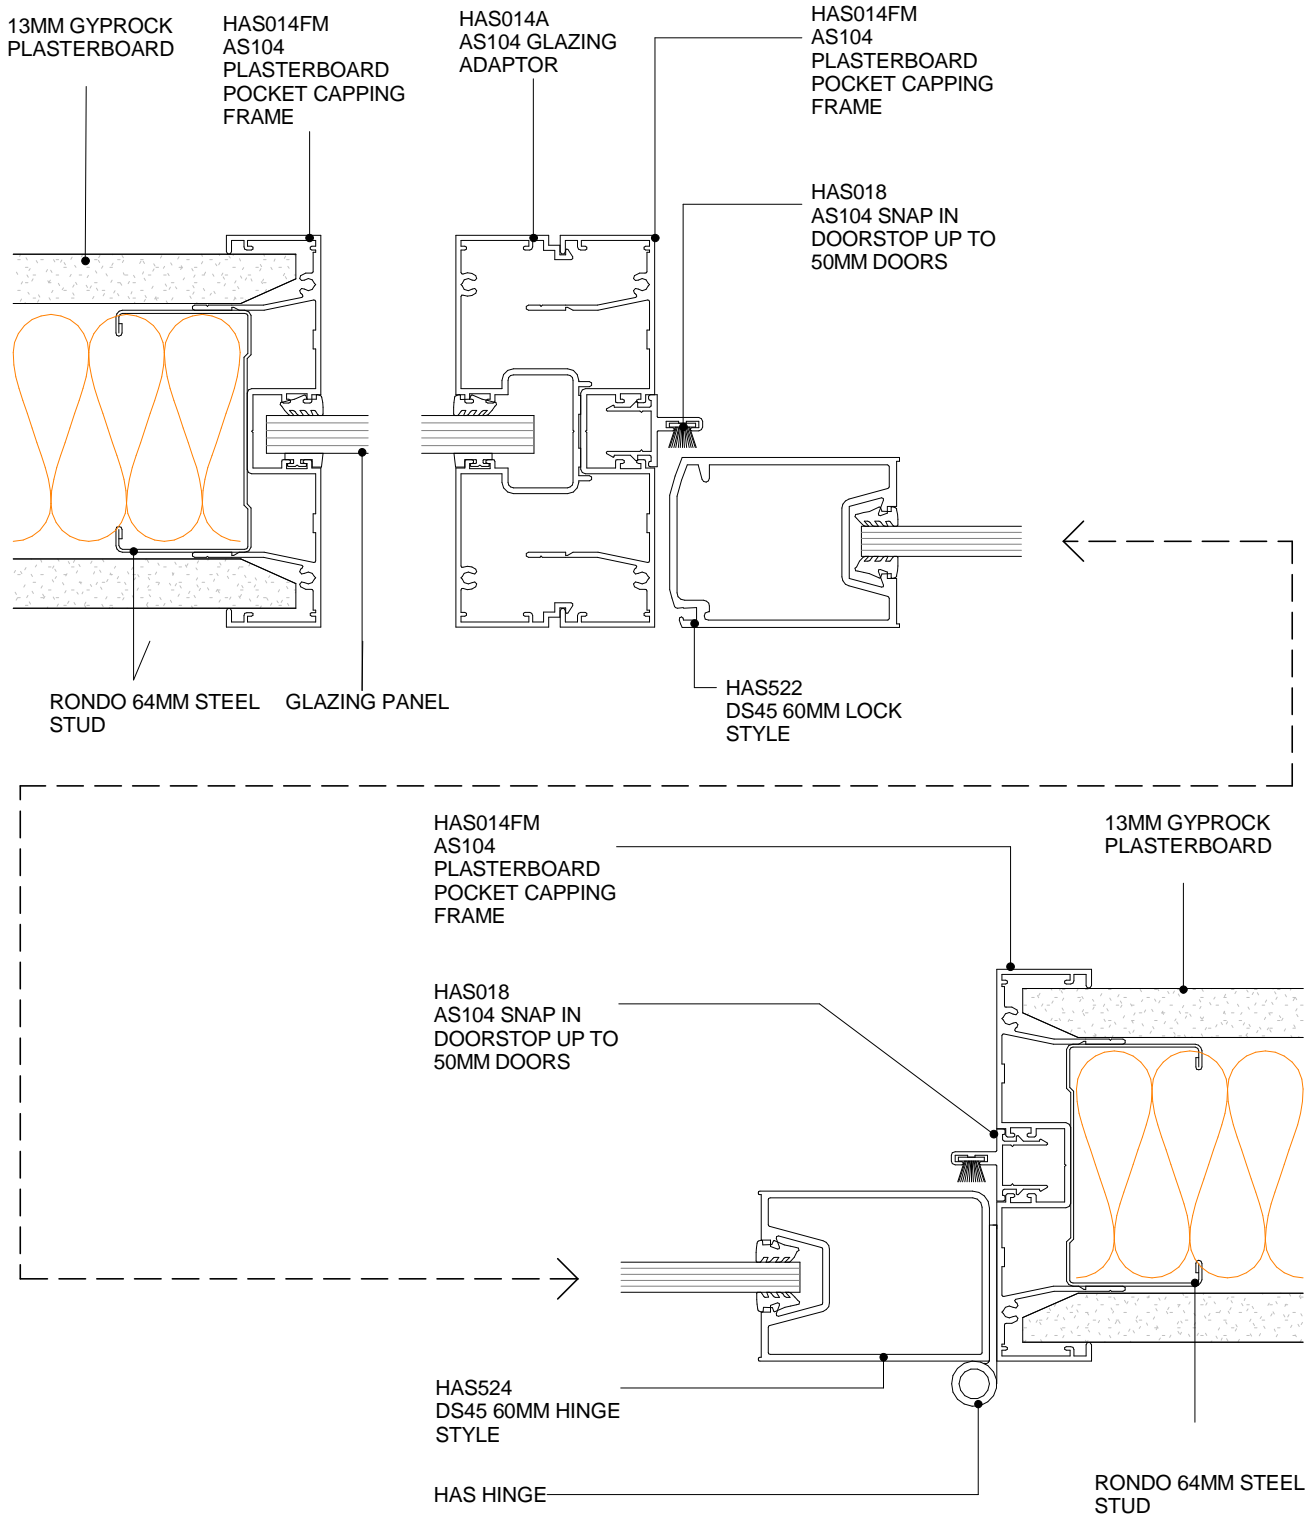 13MM GYPROCK
PLASTERBOARD
HAS014FM
AS104
PLASTERBOARD
POCKET CAPPING
FRAME
HAS014A
AS104 GLAZING
ADAPTOR
HAS014FM
AS104
PLASTERBOARD
POCKET CAPPING
FRAME
HAS018
AS104 SNAP IN
DOORSTOP UP TO
50MM DOORS
RONDO 64MM STEEL
STUD
GLAZING PANEL
HAS522
DS45 60MM LOCK
STYLE
HAS014FM
AS104
PLASTERBOARD
POCKET CAPPING
FRAME
13MM GYPROCK
PLASTERBOARD
HAS018
AS104 SNAP IN
DOORSTOP UP TO
50MM DOORS
HAS524
DS45 60MM HINGE
STYLE
HAS HINGE
RONDO 64MM STEEL
STUD